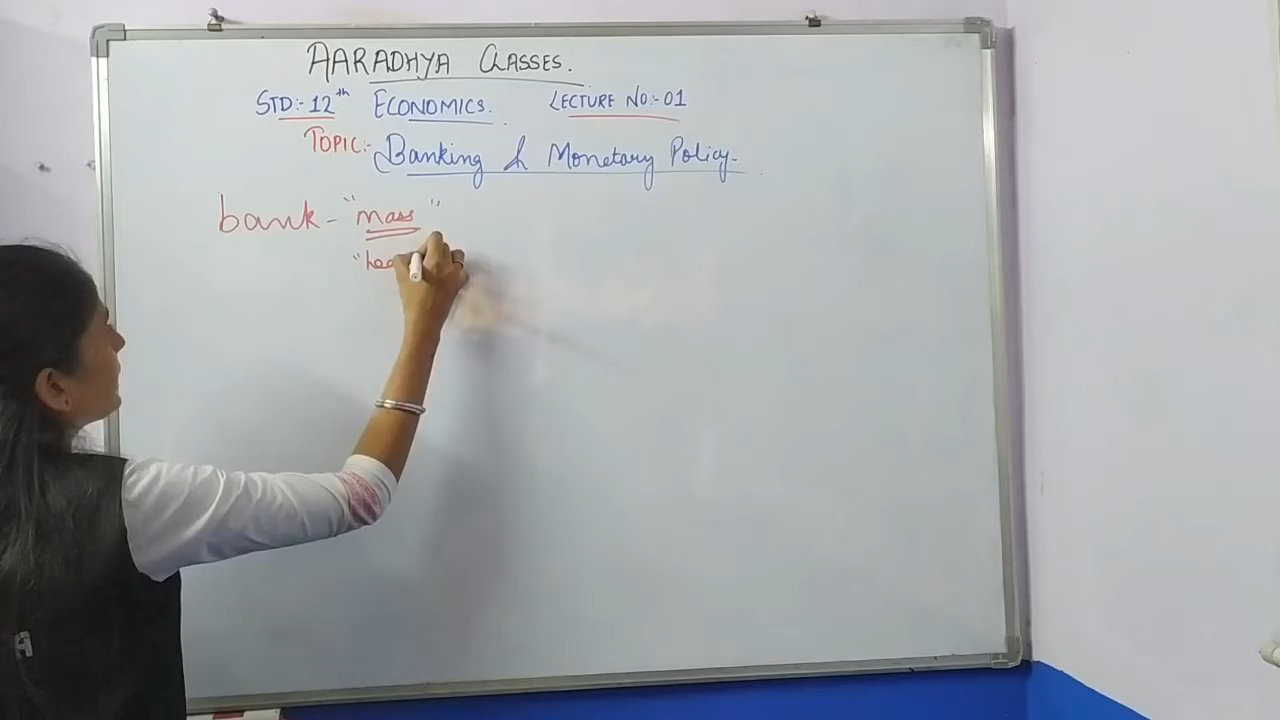 AARADHYA CLASSES.
STD:- 12th ECONOMICS. LECTURE NO:- 01
TOPIC:- Banking & Monetary Policy-
bank - "Mass"